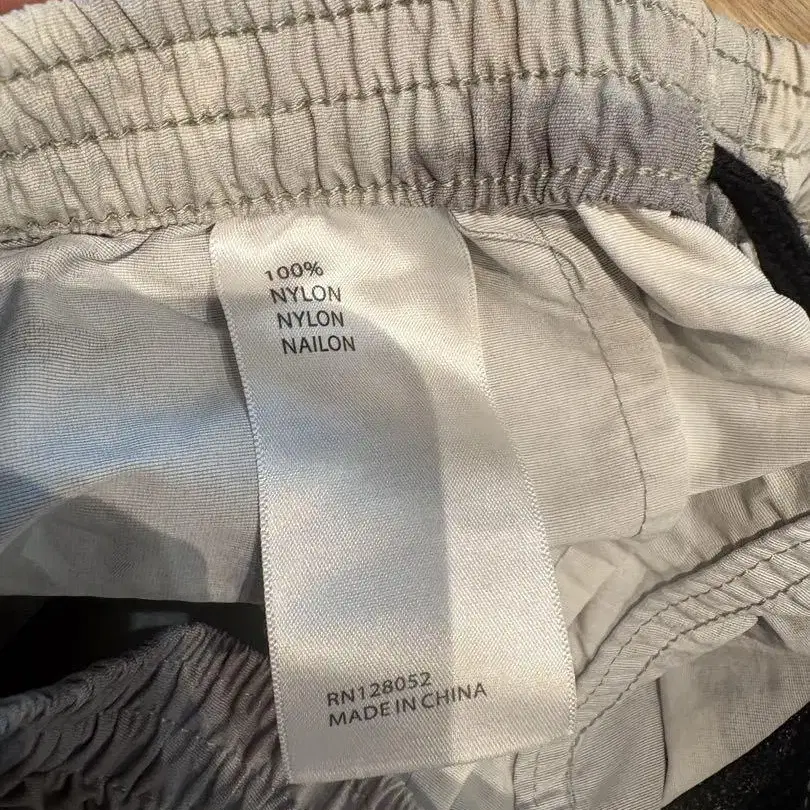 100%
NYLON
NYLON
NAILON
RN128052
MADE IN CHINA